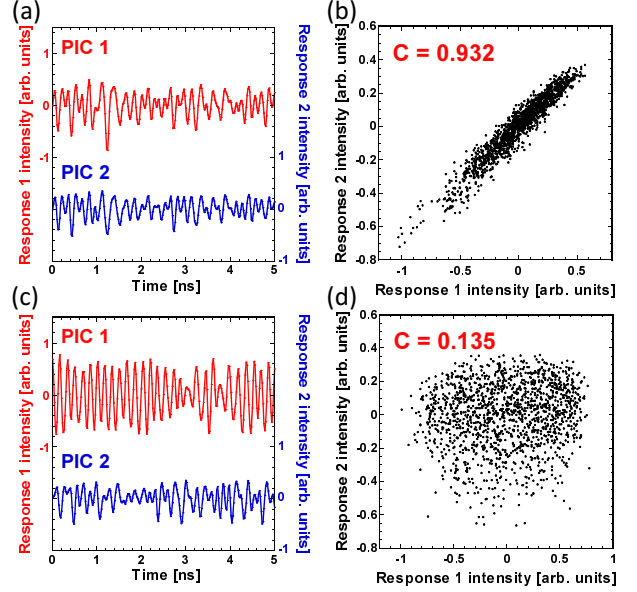 (a)
PIC 1
PIC 2
Response 1 intensity [arb. units]
1
0
-1
Response 2 intensity [arb. units]
1
0
-1
0 1 2 3 4 5
Time [ns]
(b)
C = 0.932
Response 2 intensity [arb. units]
0.6
0.4
0.2
0
-0.2
-0.4
-0.6
-0.8
-1 -0.5 0 0.5
Response 1 intensity [arb. units]
(c)
PIC 1
PIC 2
Response 1 intensity [arb. units]
1
0
-1
Response 2 intensity [arb. units]
1
0
-1
0 1 2 3 4 5
Time [ns]
(d)
C = 0.135
Response 2 intensity [arb. units]
0.6
0.4
0.2
0
-0.2
-0.4
-0.6
-0.8
-1 -0.5 0 0.5 1
Response 1 intensity [arb. units]